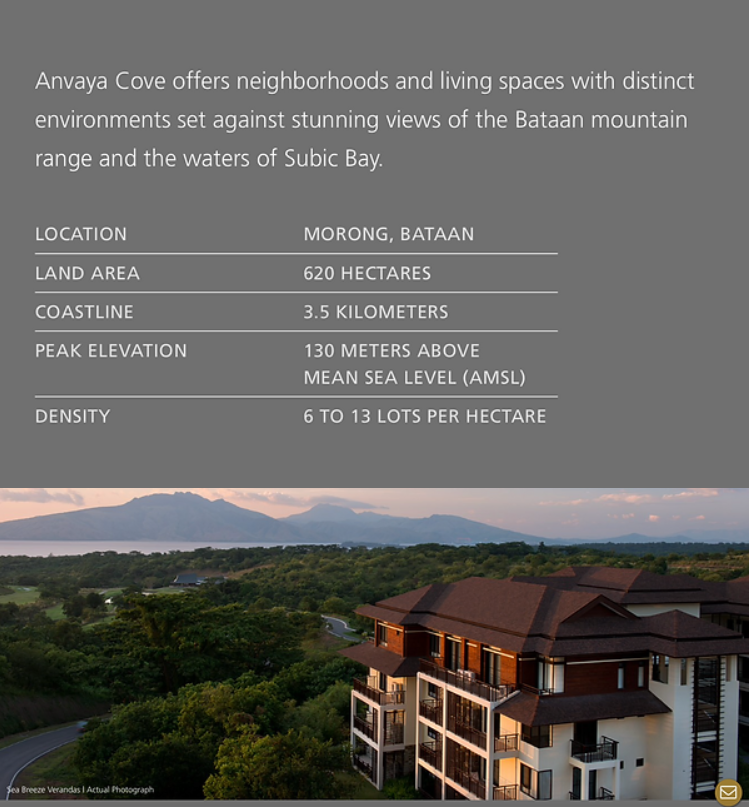 Anvaya Cove offers neighborhoods and living spaces with distinct
environments set against stunning views of the Bataan mountain
range and the waters of Subic Bay.
LOCATION MORONG, BATAAN
LAND AREA 620 HECTARES
COASTLINE 3.5 KILOMETERS
PEAK ELEVATION 130 METERS ABOVE
MEAN SEA LEVEL (AMSL)
DENSITY 6 TO 13 LOTS PER HECTARE
Sea Breeze Verandas | Actual Photograph